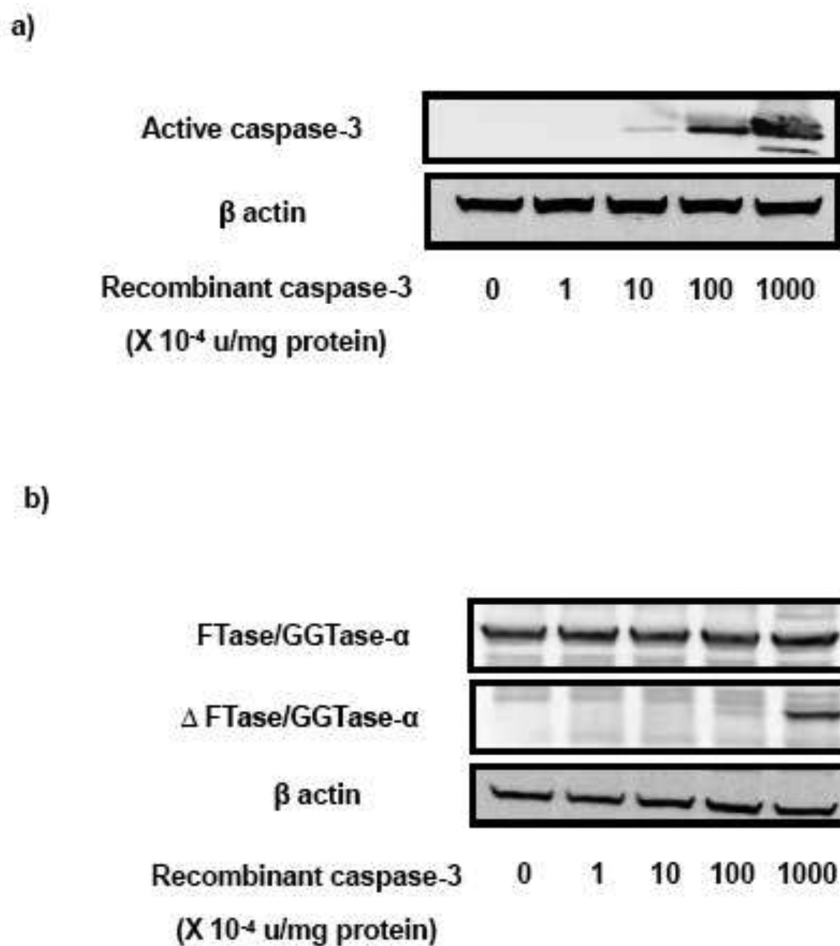 a)
Active caspase-3
β actin
Recombinant caspase-3 0 1 10 100 1000
(X 10⁻⁴ u/mg protein)
b)
FTase/GGTase-α
Δ FTase/GGTase-α
β actin
Recombinant caspase-3 0 1 10 100 1000
(X 10⁻⁴ u/mg protein)